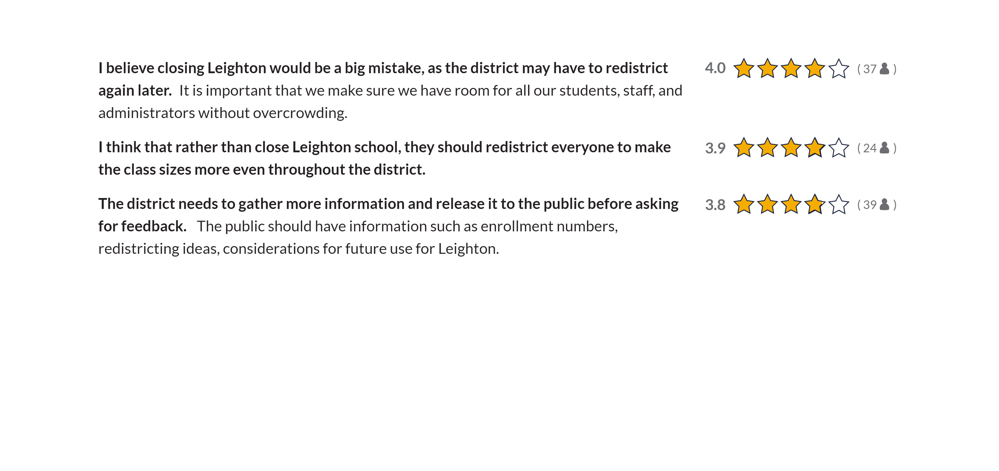 I believe closing Leighton would be a big mistake, as the district may have to redistrict 4.0 ( 37 )
again later. It is important that we make sure we have room for all our students, staff, and
administrators without overcrowding.
I think that rather than close Leighton school, they should redistrict everyone to make 3.9 ( 24 )
the class sizes more even throughout the district.
The district needs to gather more information and release it to the public before asking 3.8 ( 39 )
for feedback. The public should have information such as enrollment numbers,
redistricting ideas, considerations for future use for Leighton.